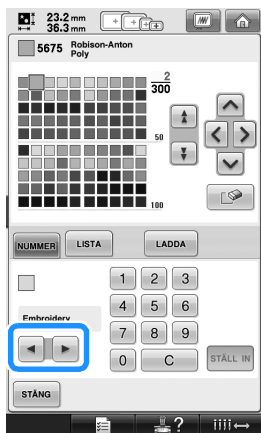 23.2 mm
36.3 mm
5675 Robison-Anton
Poly
2
300
50
100
NUMMER LISTA LADDA
1 2 3
Embroidery
4 5 6
7 8 9
0 C STÄLL IN
STÄNG
?